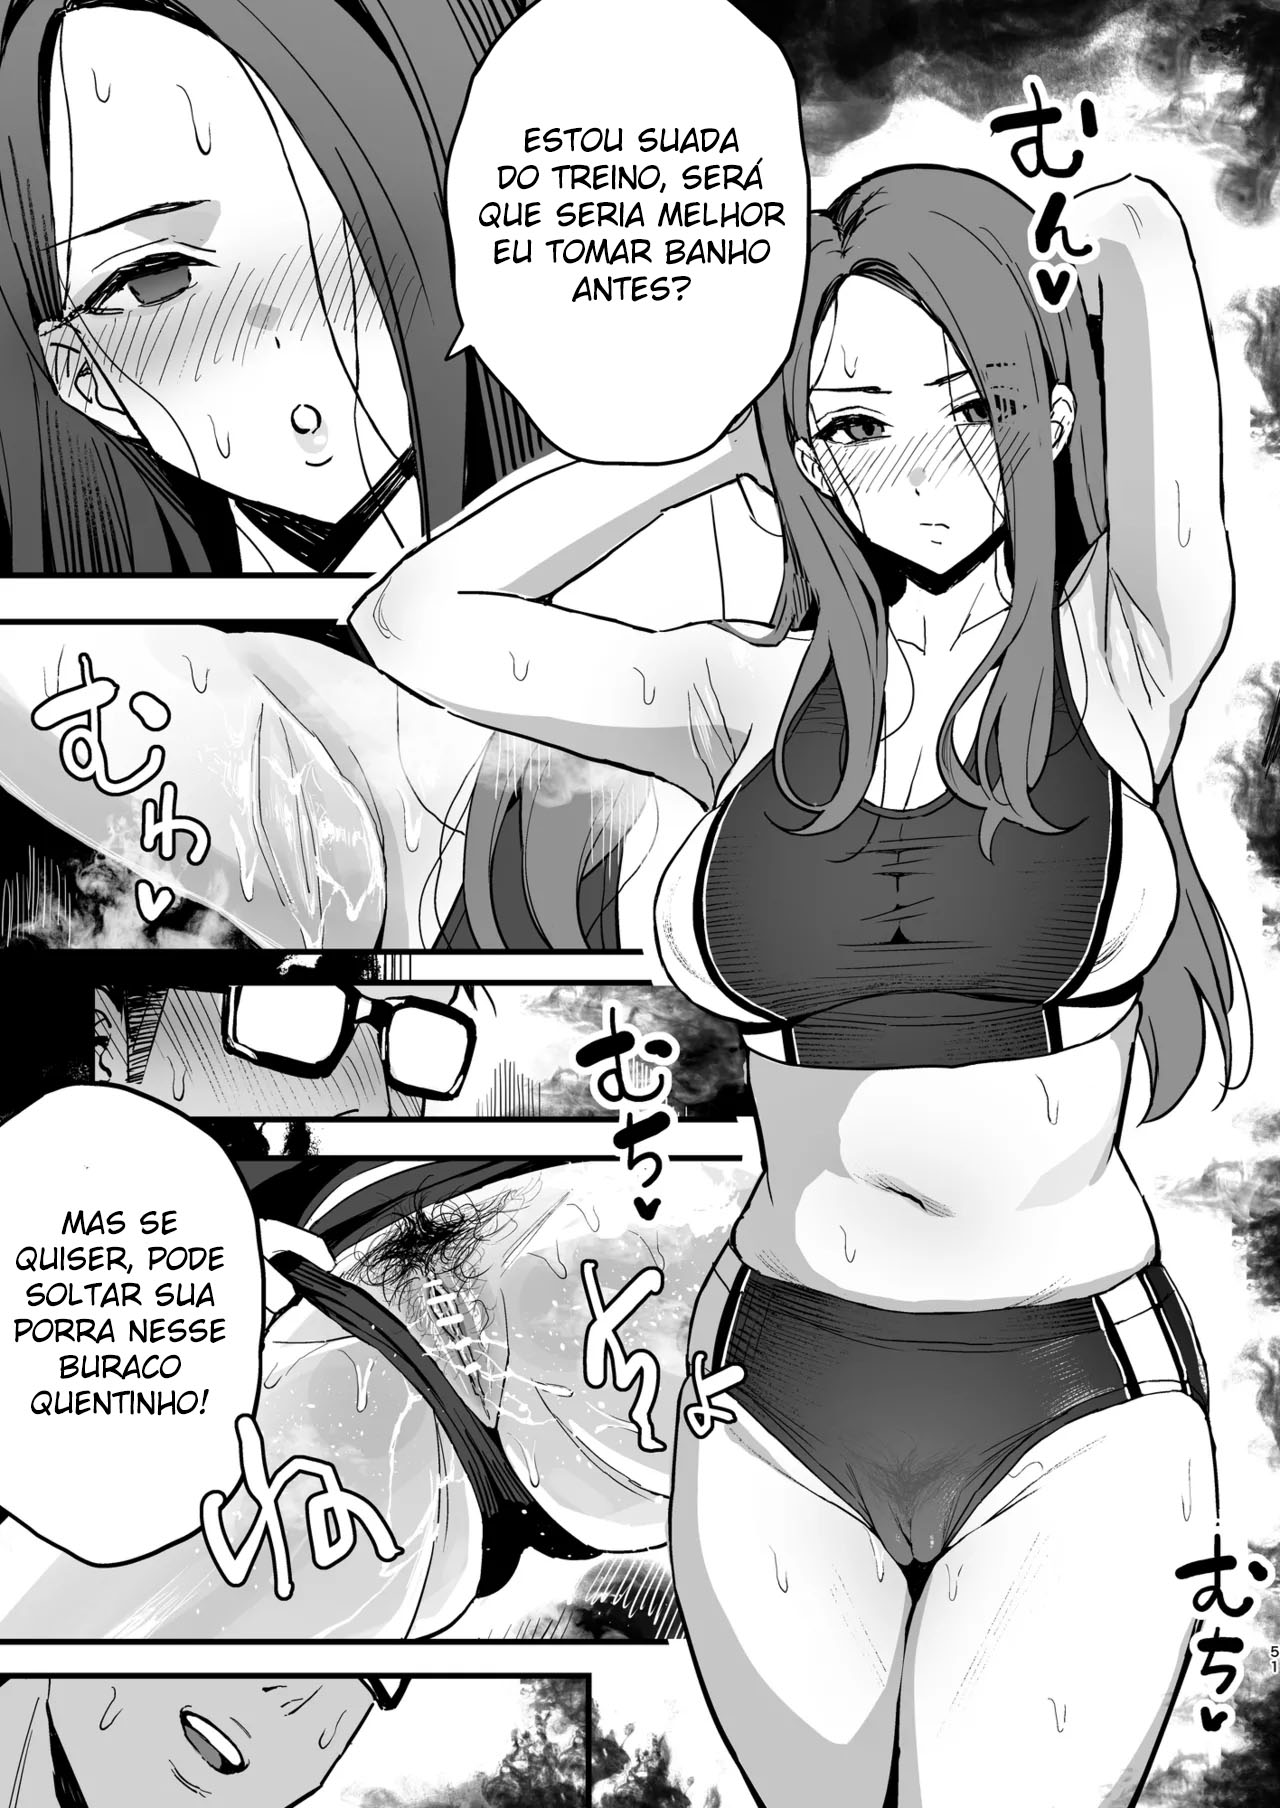 ESTOU SUADA
DO TREINO, SERÁ
QUE SERIA MELHOR
EU TOMAR BANHO
ANTES?
むん♥
むわ♥
むち♥
MAS SE
QUISER, PODE
SOLTAR SUA
PORRA NESSE
BURACO
QUENTINHO!
むち♥
51